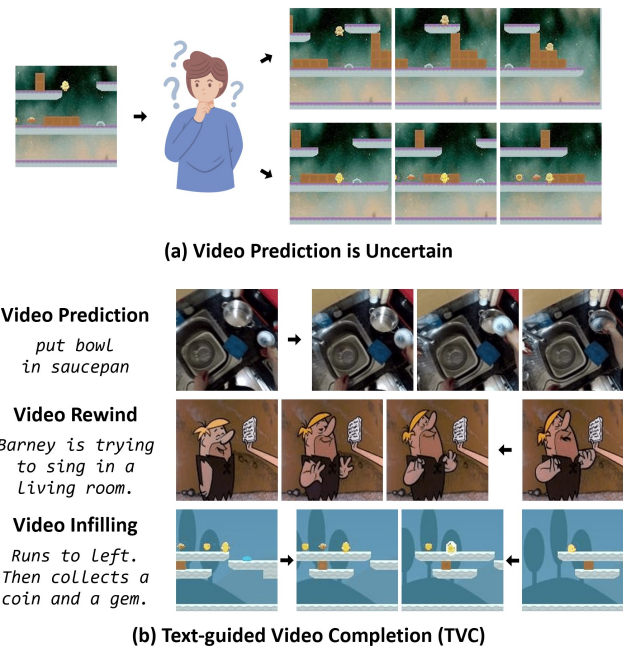 ? ? ?
(a) Video Prediction is Uncertain
Video Prediction
put bowl
in saucepan
Video Rewind
Barney is trying
to sing in a
living room.
Video Infilling
Runs to left.
Then collects a
coin and a gem.
(b) Text-guided Video Completion (TVC)